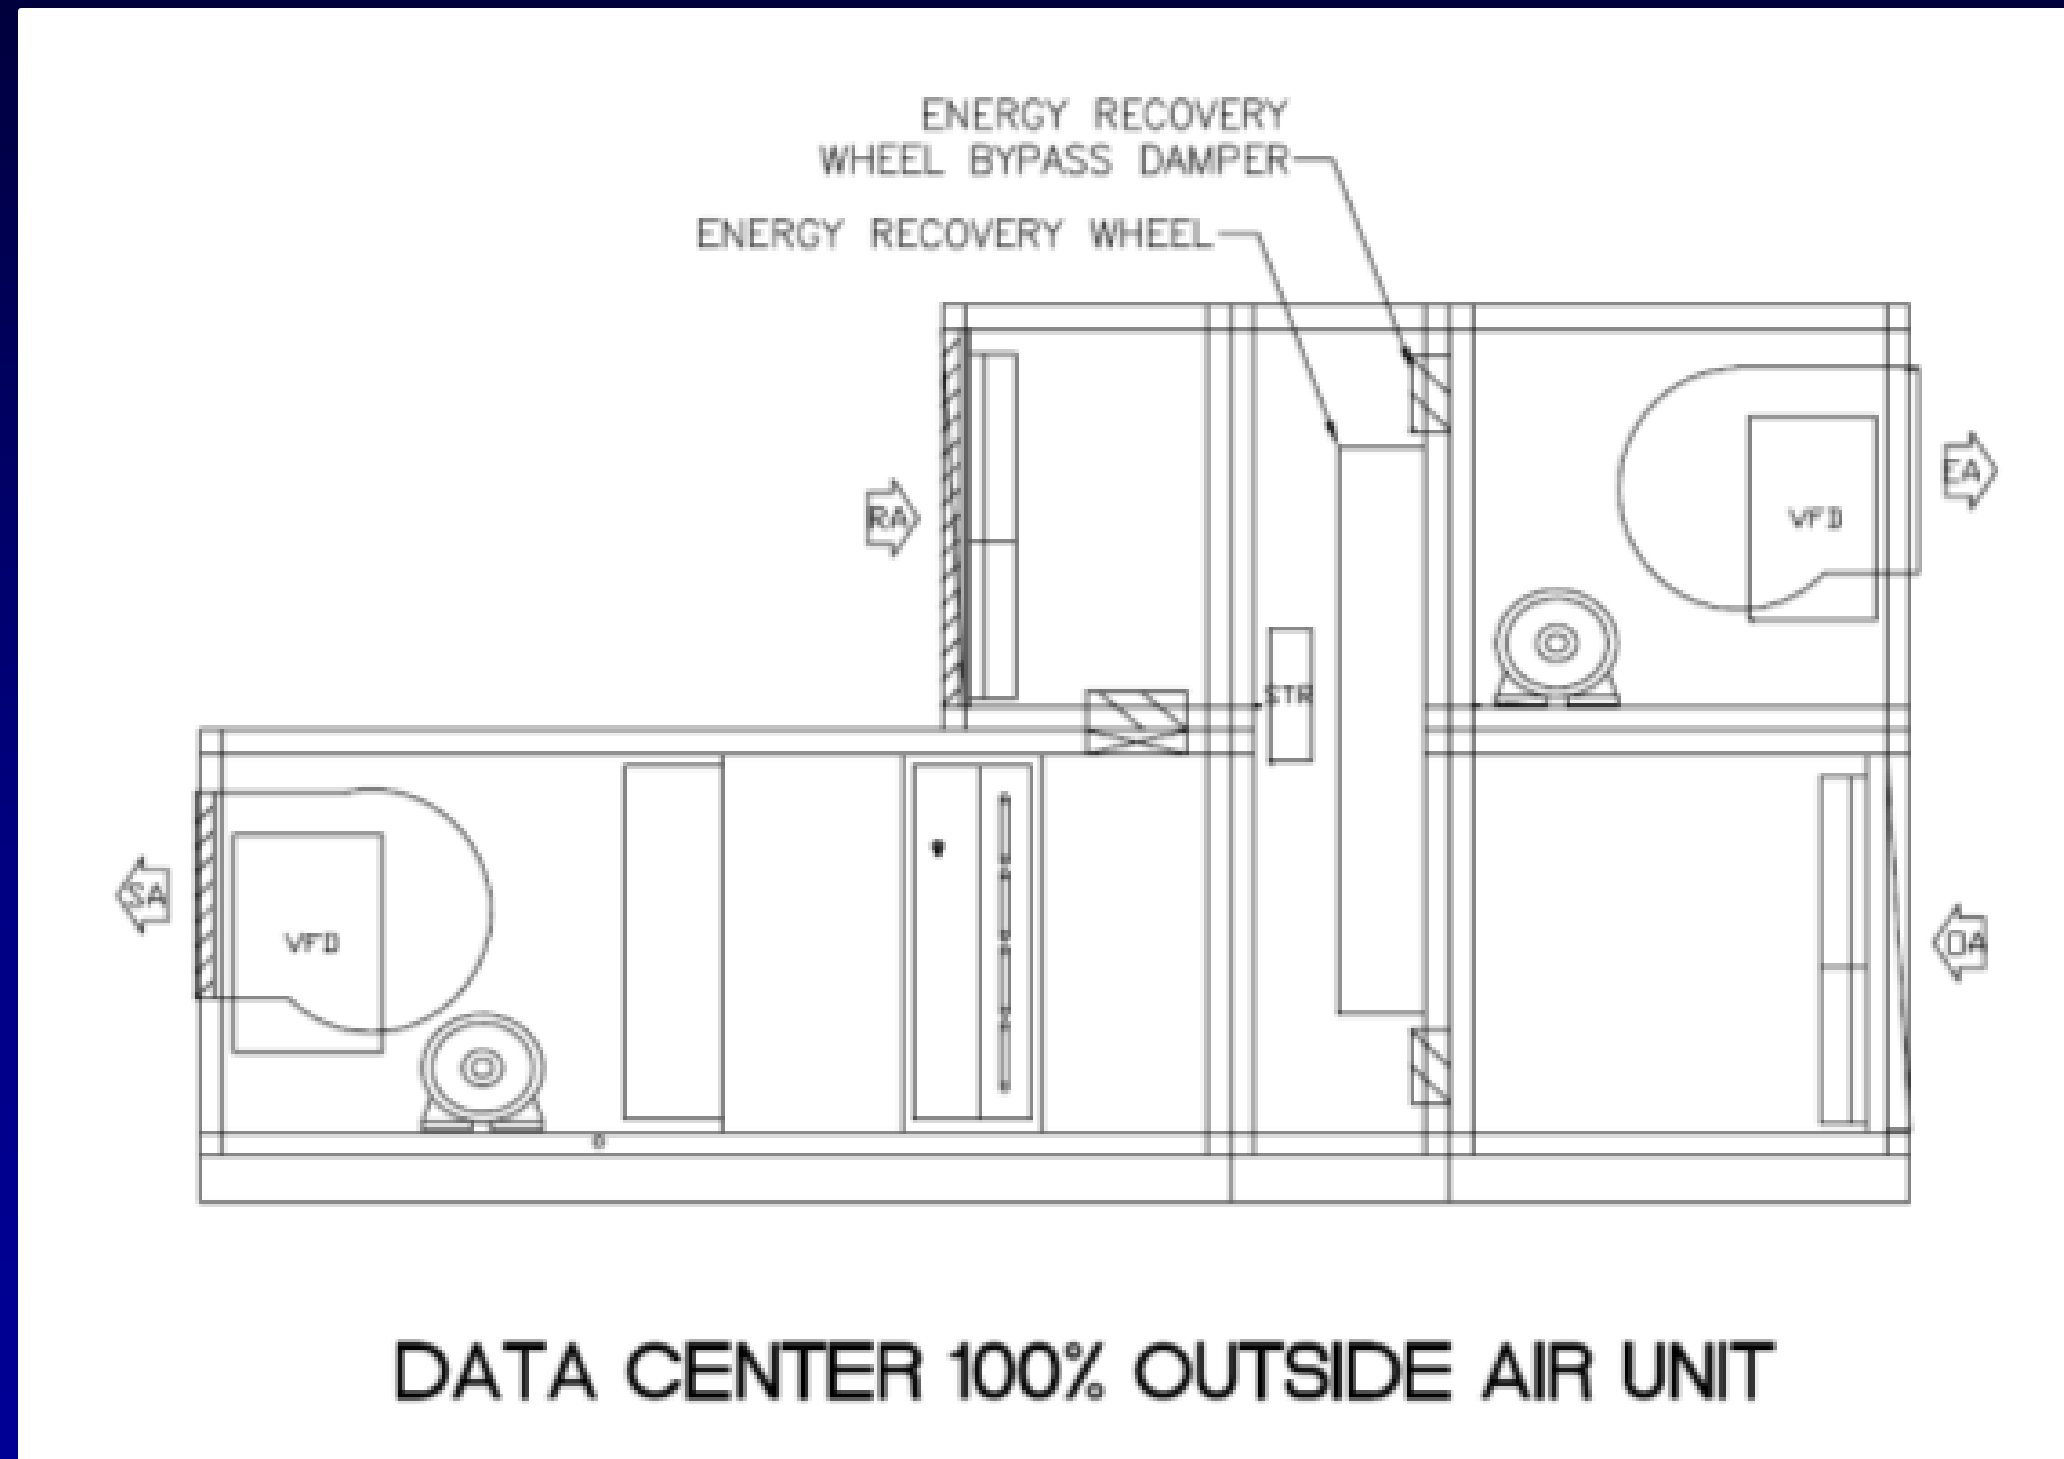 ENERGY RECOVERY
WHEEL BYPASS DAMPER
ENERGY RECOVERY WHEEL
RA
EA
VFD
STR
SA
VFD
OA
DATA CENTER 100% OUTSIDE AIR UNIT